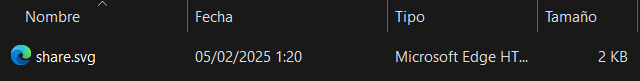 Nombre Fecha Tipo Tamaño
share.svg 05/02/2025 1:20 Microsoft Edge HT... 2 KB